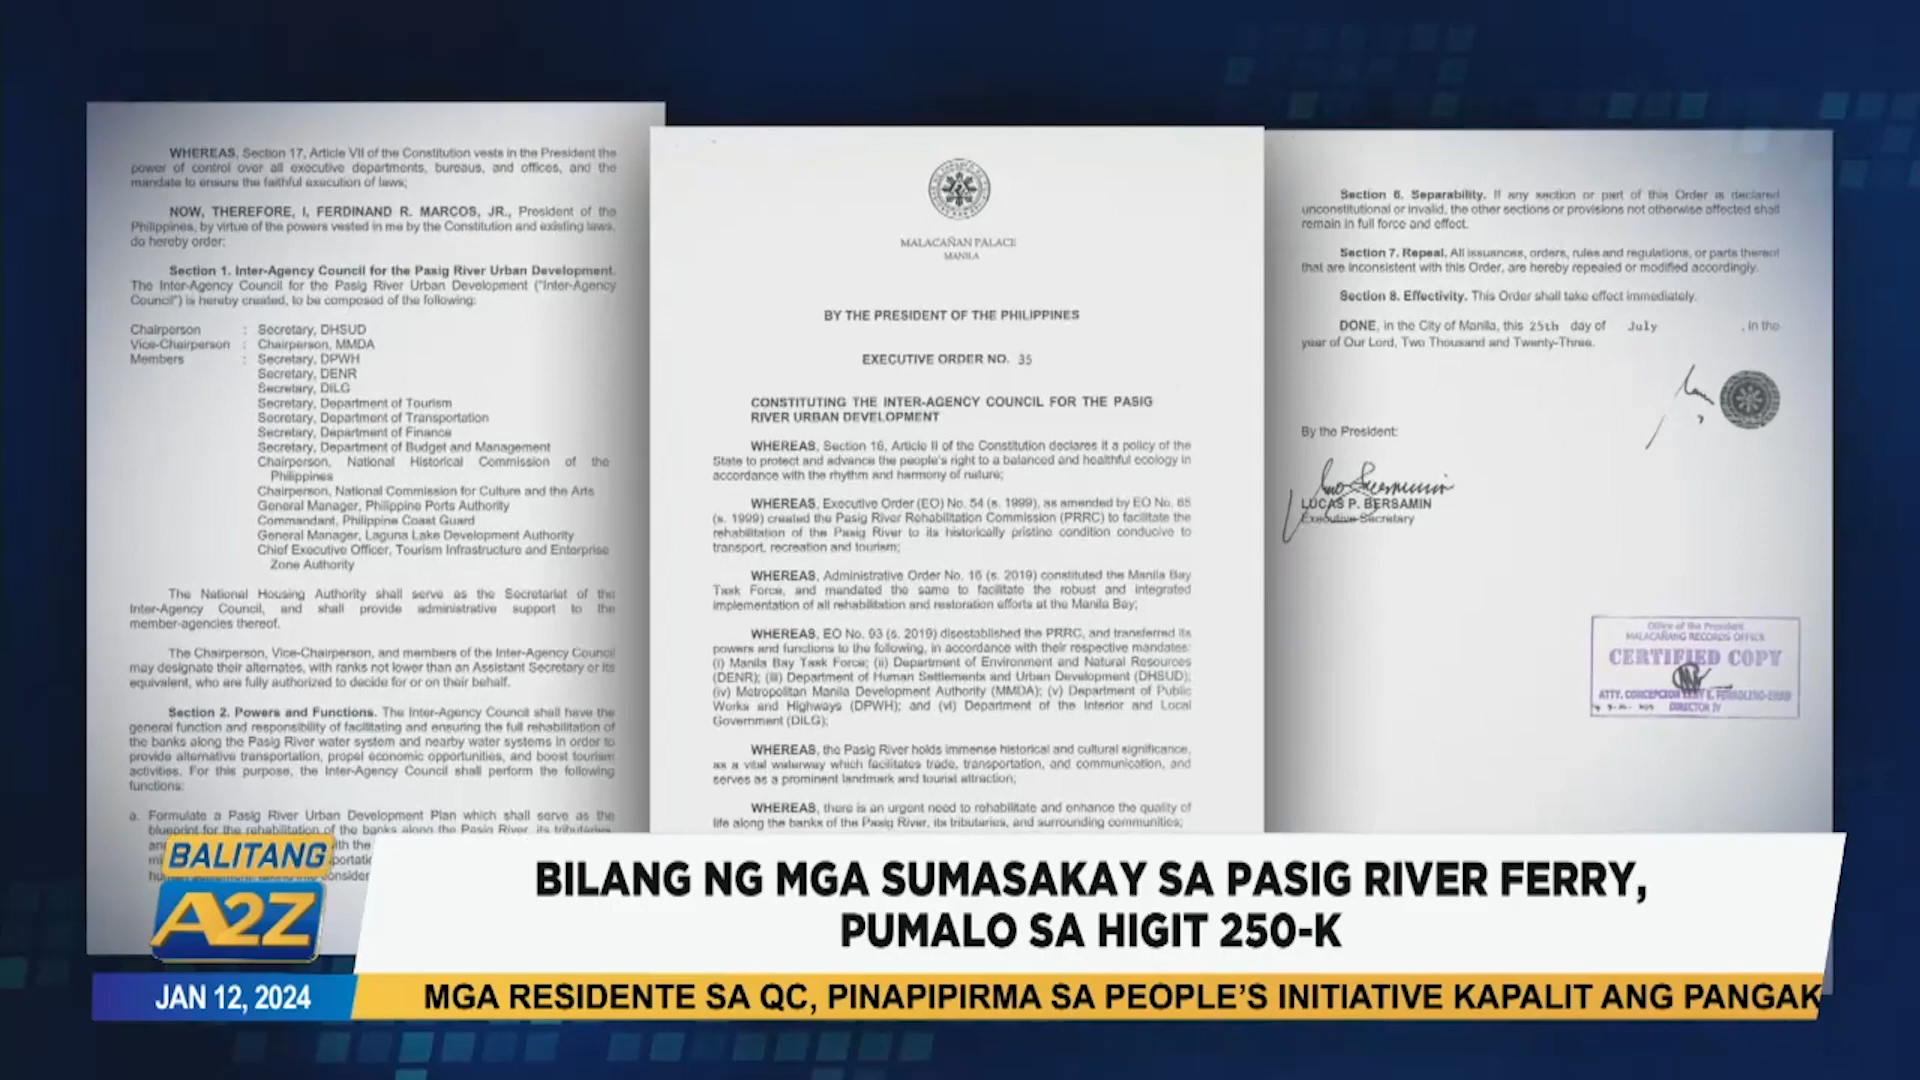 WHEREAS, Section 17, Article VII of the Constitution vests in the President the
power of control over all executive departments, bureaus, and offices, and the
mandate to ensure the faithful execution of laws;
NOW, THEREFORE, I, FERDINAND R. MARCOS, JR., President of the
Philippines, by virtue of the powers vested in me by the Constitution and existing laws,
do hereby order:
Section 1. Inter-Agency Council for the Pasig River Urban Development.
The Inter-Agency Council for the Pasig River Urban Development ("Inter-Agency
Council") is hereby created, to be composed of the following:
Chairperson : Secretary, DHSUD
Vice-Chairperson : Chairperson, MMDA
Members : Secretary, DPWH
Secretary, DENR
Secretary, DILG
Secretary, Department of Tourism
Secretary, Department of Transportation
Secretary, Department of Finance
Secretary, Department of Budget and Management
Chairperson, National Historical Commission of the
Philippines
Chairperson, National Commission for Culture and the Arts
General Manager, Philippine Ports Authority
Commandant, Philippine Coast Guard
General Manager, Laguna Lake Development Authority
Chief Executive Officer, Tourism Infrastructure and Enterprise
Zone Authority
The National Housing Authority shall serve as the Secretariat of the
Inter-Agency Council, and shall provide administrative support to the
member-agencies thereof.
The Chairperson, Vice-Chairperson, and members of the Inter-Agency Council
may designate their alternates, with ranks not lower than an Assistant Secretary or its
equivalent, who are fully authorized to decide for or on their behalf.
Section 2. Powers and Functions. The Inter-Agency Council shall have the
general function and responsibility of facilitating and ensuring the full rehabilitation of
the banks along the Pasig River water system and nearby water systems in order to
provide alternative transportation, propel economic opportunities, and boost tourism
activities. For this purpose, the Inter-Agency Council shall perform the following
functions:
a. Formulate a Pasig River Urban Development Plan which shall serve as the
blueprint for the rehabilitation of the banks along the Pasig River, its tributaries,
MALACAÑAN PALACE
MANILA
BY THE PRESIDENT OF THE PHILIPPINES
EXECUTIVE ORDER NO. 35
CONSTITUTING THE INTER-AGENCY COUNCIL FOR THE PASIG
RIVER URBAN DEVELOPMENT
WHEREAS, Section 16, Article II of the Constitution declares it a policy of the
State to protect and advance the people's right to a balanced and healthful ecology in
accordance with the rhythm and harmony of nature;
WHEREAS, Executive Order (EO) No. 54 (s. 1999), as amended by EO No. 65
(s. 1999) created the Pasig River Rehabilitation Commission (PRRC) to facilitate the
rehabilitation of the Pasig River to its historically pristine condition conducive to
transport, recreation and tourism;
WHEREAS, Administrative Order No. 16 (s. 2019) constituted the Manila Bay
Task Force, and mandated the same to facilitate the robust and integrated
implementation of all rehabilitation and restoration efforts at the Manila Bay;
WHEREAS, EO No. 93 (s. 2019) disestablished the PRRC, and transferred its
powers and functions to the following, in accordance with their respective mandates:
(i) Manila Bay Task Force; (ii) Department of Environment and Natural Resources
(DENR); (iii) Department of Human Settlements and Urban Development (DHSUD);
(iv) Metropolitan Manila Development Authority (MMDA); (v) Department of Public
Works and Highways (DPWH); and (vi) Department of the Interior and Local
Government (DILG);
WHEREAS, the Pasig River holds immense historical and cultural significance,
as a vital waterway which facilitates trade, transportation, and communication, and
serves as a prominent landmark and tourist attraction;
WHEREAS, there is an urgent need to rehabilitate and enhance the quality of
life along the banks of the Pasig River, its tributaries, and surrounding communities;
Section 6. Separability. If any section or part of this Order is declared
unconstitutional or invalid, the other sections or provisions not otherwise affected shall
remain in full force and effect.
Section 7. Repeal. All issuances, orders, rules and regulations, or parts thereof
that are inconsistent with this Order, are hereby repealed or modified accordingly.
Section 8. Effectivity. This Order shall take effect immediately.
DONE, in the City of Manila, this 25th day of July , in the
year of Our Lord, Two Thousand and Twenty-Three.
By the President:
LUCAS P. BERSAMIN
Executive Secretary
Office of the President
MALACAÑANG RECORDS OFFICE
CERTIFIED COPY
ATTY. CONCEPCION
DIRECTOR IV
BALITANG
A2Z
BILANG NG MGA SUMASAKAY SA PASIG RIVER FERRY,
PUMALO SA HIGIT 250-K
JAN 12, 2024
MGA RESIDENTE SA QC, PINAPIPIRMA SA PEOPLE'S INITIATIVE KAPALIT ANG PANGAK